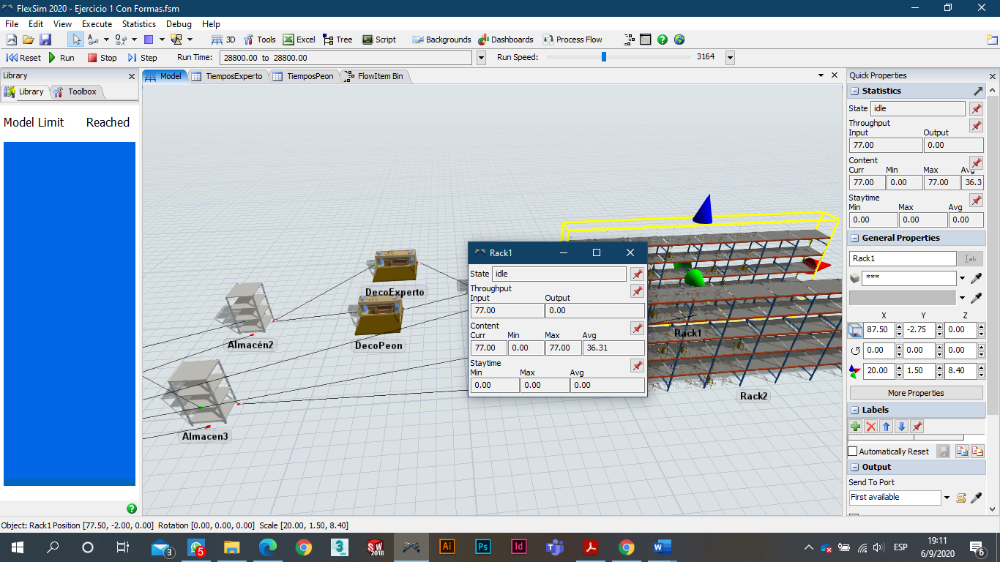 FlexSim 2020 - Ejercicio 1 Con Formas.fsm
File Edit View Execute Statistics Debug Help
3D Tools Excel Tree Script Backgrounds Dashboards Process Flow
Reset Run Stop Step Run Time: 28800.00 to 28800.00 Run Speed: 3164
Library
Library Toolbox
Model Limit Reached
Model TiemposExperto TiemposPeon FlowItem Bin
DecoExperto
DecoPeon
Almacén2
Almacen3
Rack1
Rack2
Rack1
State idle
Throughput
Input Output
77.00 0.00
Content
Curr Min Max Avg
77.00 0.00 77.00 36.31
Staytime
Min Max Avg
0.00 0.00 0.00
Quick Properties
Statistics
State idle
Throughput
Input Output
77.00 0.00
Content
Curr Min Max Avg
77.00 0.00 77.00 36.3
Staytime
Min Max Avg
0.00 0.00 0.00
General Properties
Rack1
***
X Y Z
87.50 -2.75 0.00
0.00 0.00 0.00
20.00 1.50 8.40
More Properties
Labels
Automatically Reset
Output
Send To Port
First available
Object: Rack1 Position [77.50, -2.00, 0.00] Rotation [0.00, 0.00, 0.00] Scale [20.00, 1.50, 8.40]
3 5 3 SW 2018 Ai Ps Id W ESP 19:11
6/9/2020 6